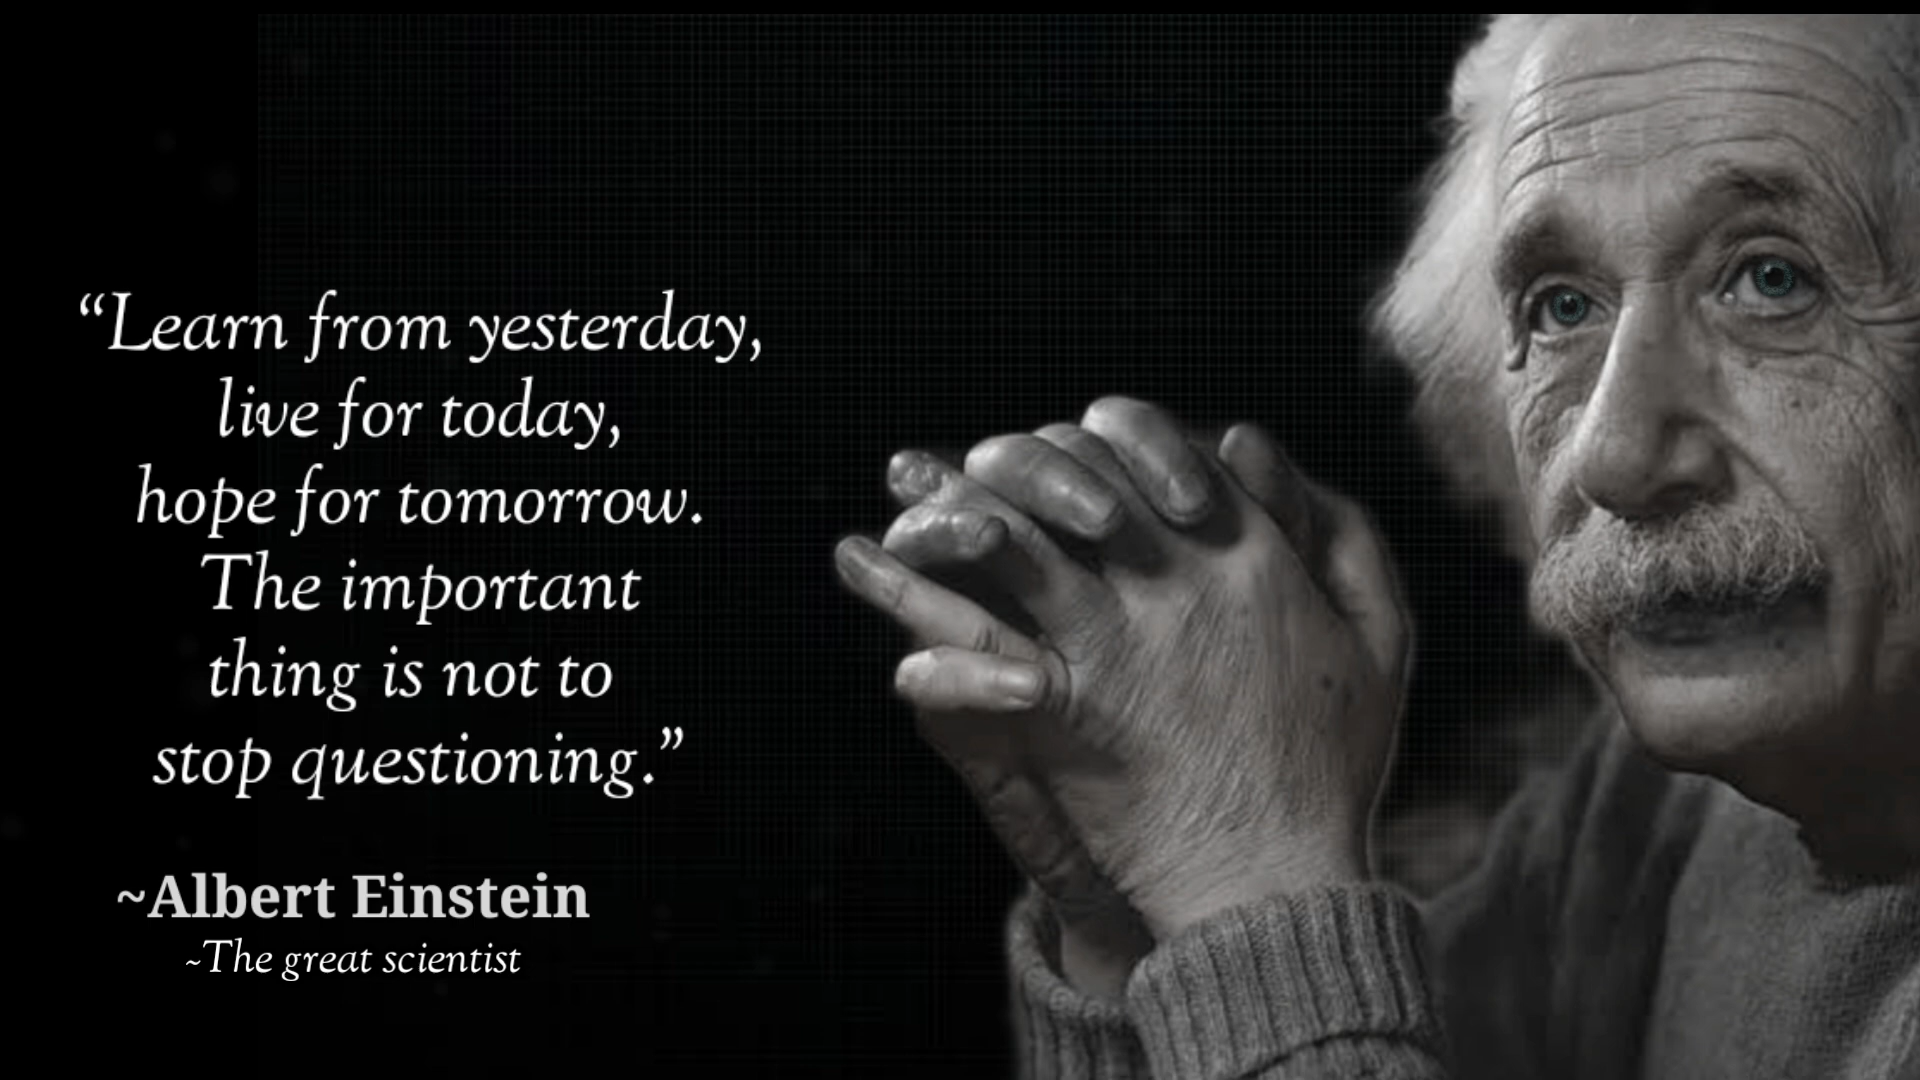 “Learn from yesterday,
live for today,
hope for tomorrow.
The important
thing is not to
stop questioning.”
~Albert Einstein
~The great scientist